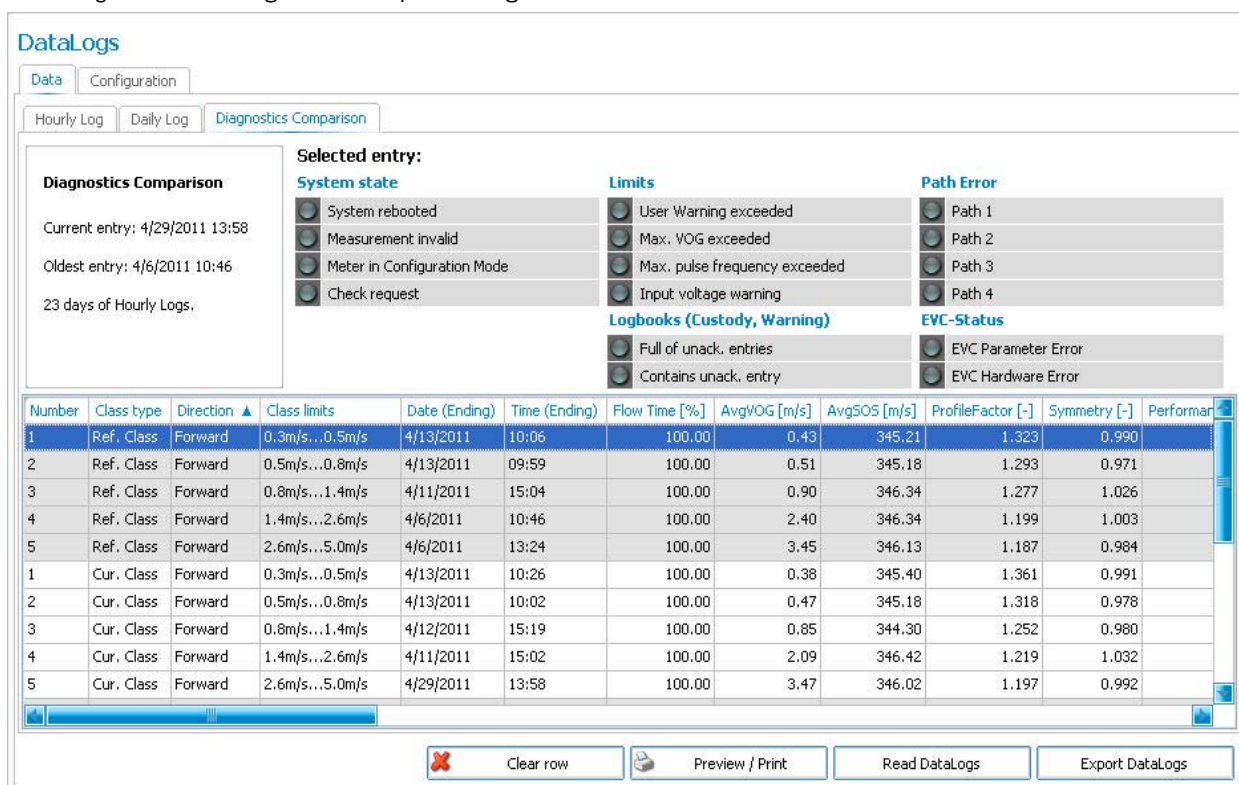 DataLogs
Data Configuration
Hourly Log Daily Log Diagnostics Comparison
Diagnostics Comparison
Current entry: 4/29/2011 13:58
Oldest entry: 4/6/2011 10:46
23 days of Hourly Logs.
Selected entry:
System state
System rebooted
Measurement invalid
Meter in Configuration Mode
Check request
Limits
User Warning exceeded
Max. VOG exceeded
Max. pulse frequency exceeded
Input voltage warning
Logbooks (Custody, Warning)
Full of unack. entries
Contains unack. entry
Path Error
Path 1
Path 2
Path 3
Path 4
EVC-Status
EVC Parameter Error
EVC Hardware Error
Number Class type Direction ▲ Class limits Date (Ending) Time (Ending) Flow Time [%] AvgVOG [m/s] AvgSOS [m/s] ProfileFactor [-] Symmetry [-] Performan
1 Ref. Class Forward 0.3m/s...0.5m/s 4/13/2011 10:06 100.00 0.43 345.21 1.323 0.990
2 Ref. Class Forward 0.5m/s...0.8m/s 4/13/2011 09:59 100.00 0.51 345.18 1.293 0.971
3 Ref. Class Forward 0.8m/s...1.4m/s 4/11/2011 15:04 100.00 0.90 346.34 1.277 1.026
4 Ref. Class Forward 1.4m/s...2.6m/s 4/6/2011 10:46 100.00 2.40 346.34 1.199 1.003
5 Ref. Class Forward 2.6m/s...5.0m/s 4/6/2011 13:24 100.00 3.45 346.13 1.187 0.984
1 Cur. Class Forward 0.3m/s...0.5m/s 4/13/2011 10:26 100.00 0.38 345.40 1.361 0.991
2 Cur. Class Forward 0.5m/s...0.8m/s 4/13/2011 10:02 100.00 0.47 345.18 1.318 0.978
3 Cur. Class Forward 0.8m/s...1.4m/s 4/12/2011 15:19 100.00 0.85 344.30 1.252 0.980
4 Cur. Class Forward 1.4m/s...2.6m/s 4/11/2011 15:02 100.00 2.09 346.42 1.219 1.032
5 Cur. Class Forward 2.6m/s...5.0m/s 4/29/2011 13:58 100.00 3.47 346.02 1.197 0.992
Clear row Preview / Print Read DataLogs Export DataLogs